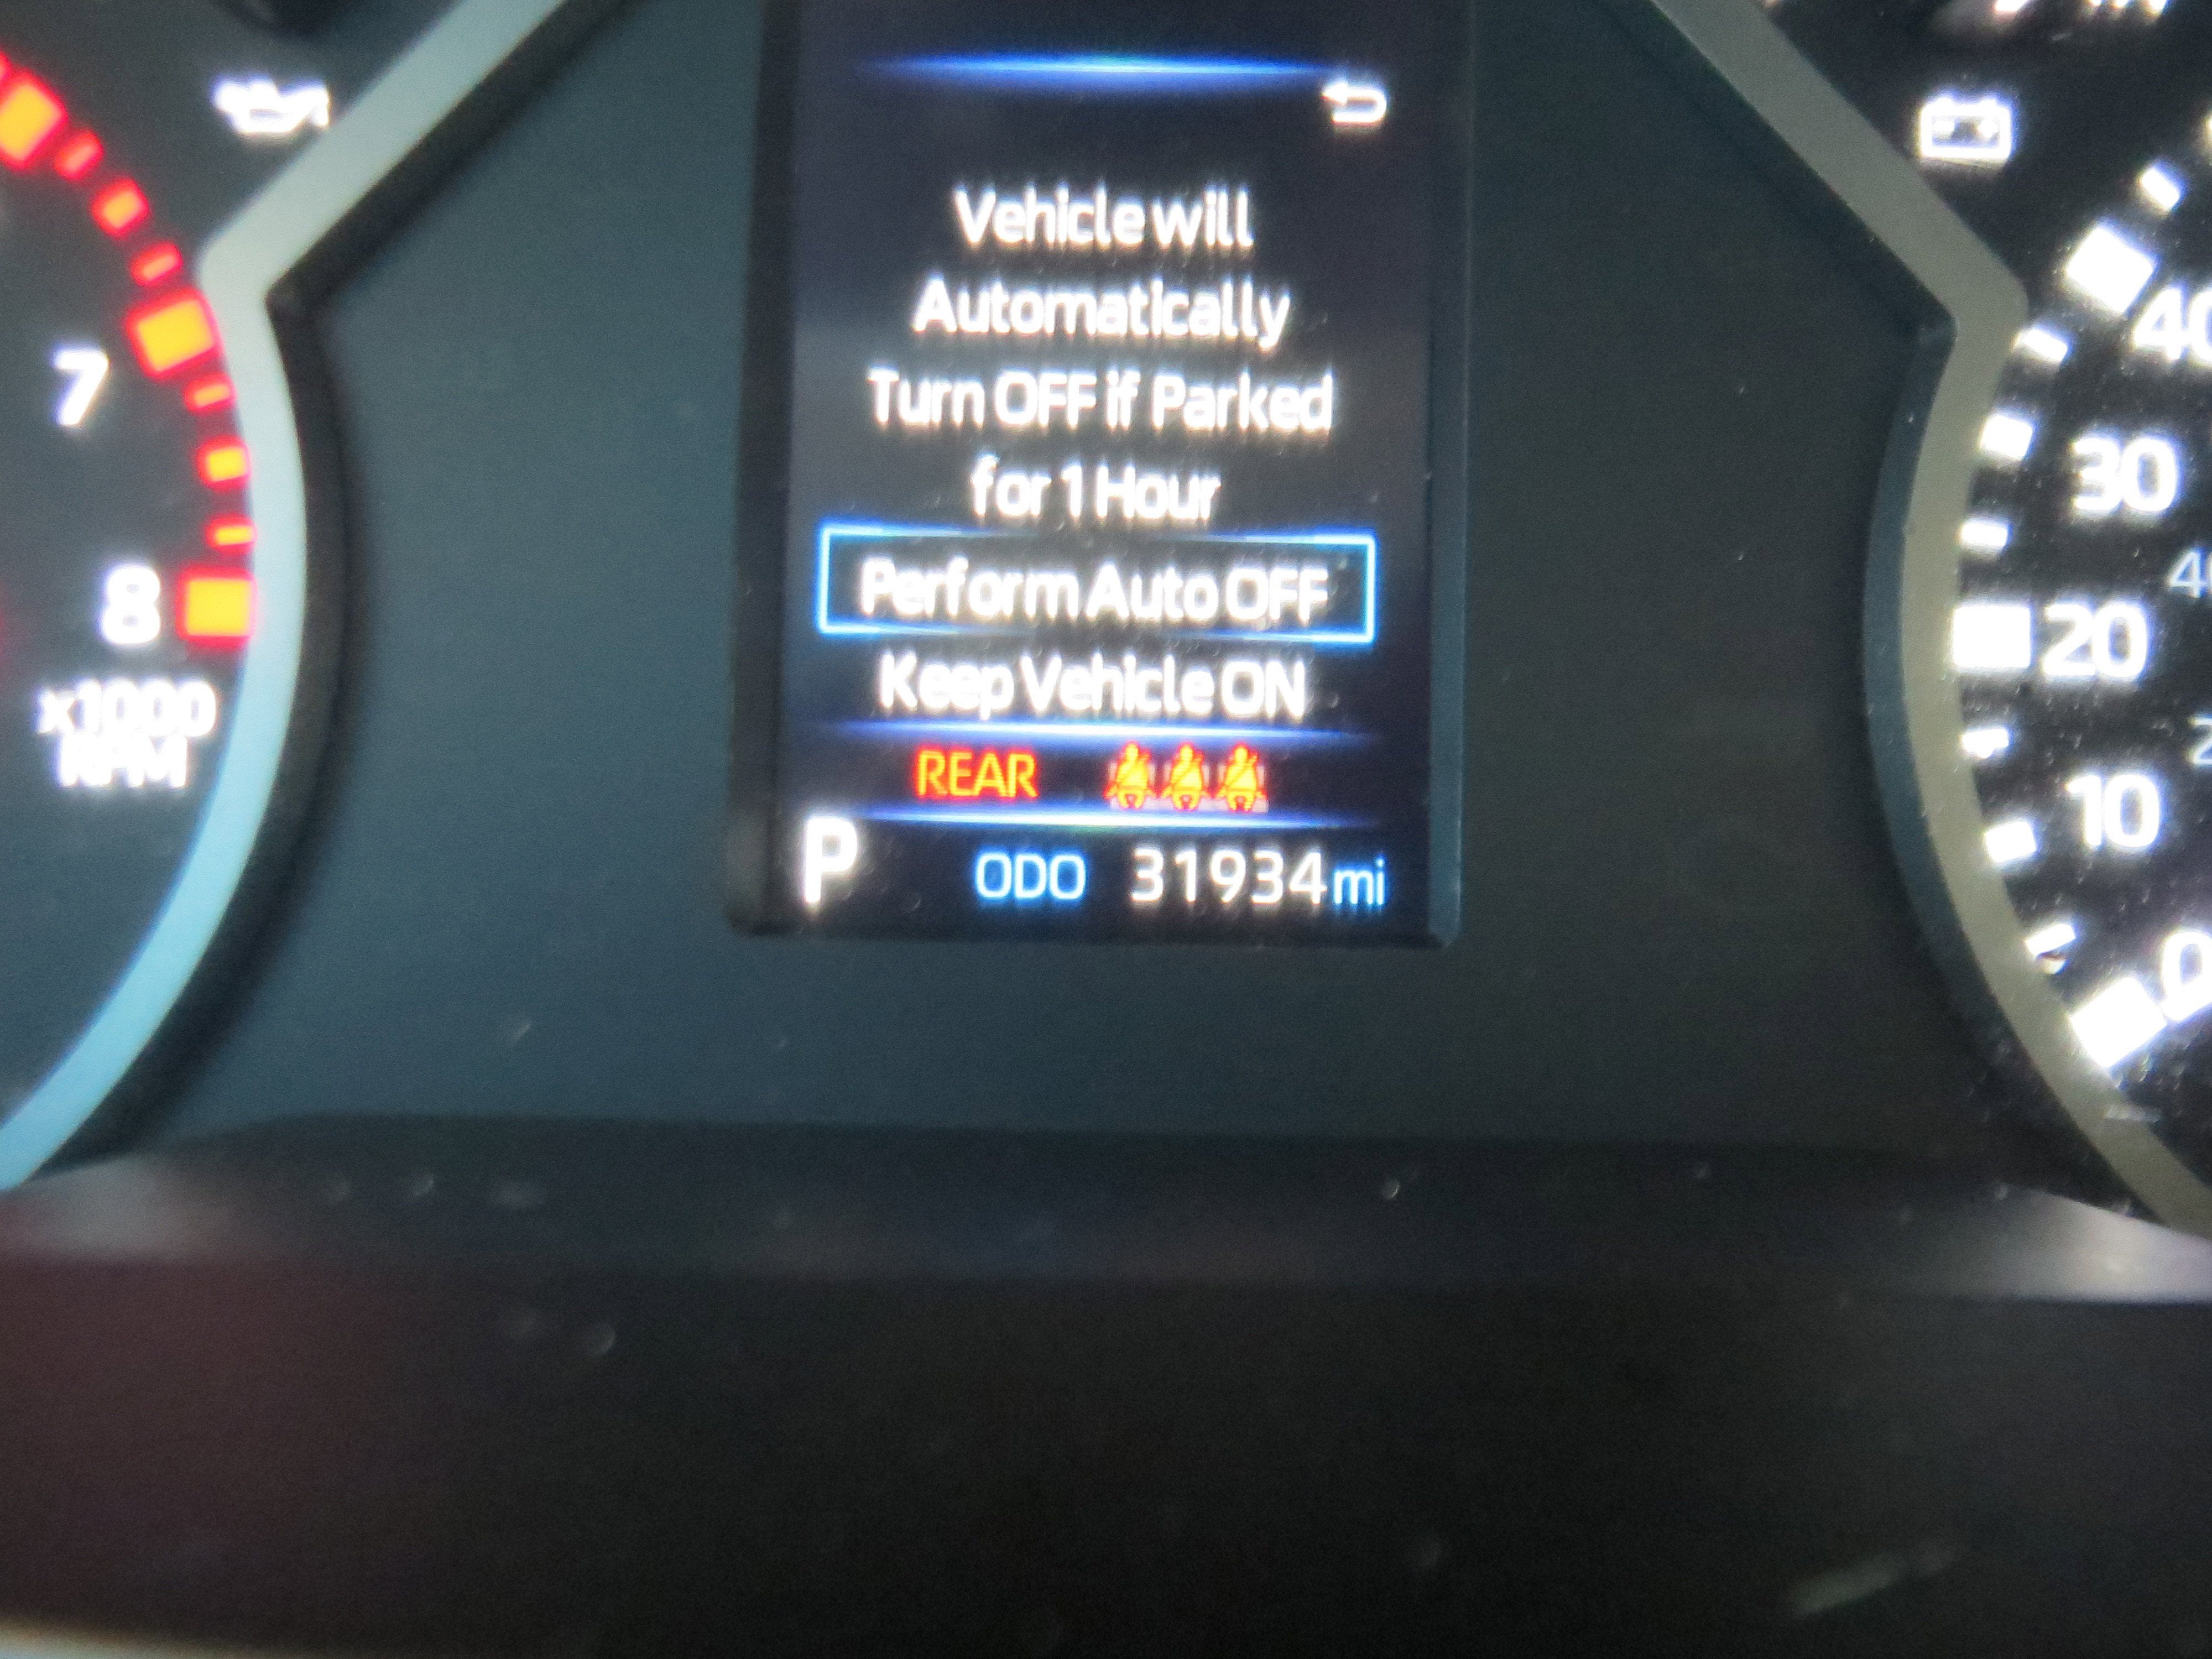 Vehicle will
Automatically
Turn OFF if Parked
for 1 Hour
Perform Auto OFF
Keep Vehicle ON
REAR
P ODO 31934 mi
7
8
x1000
RPM
40
30
20
10
0